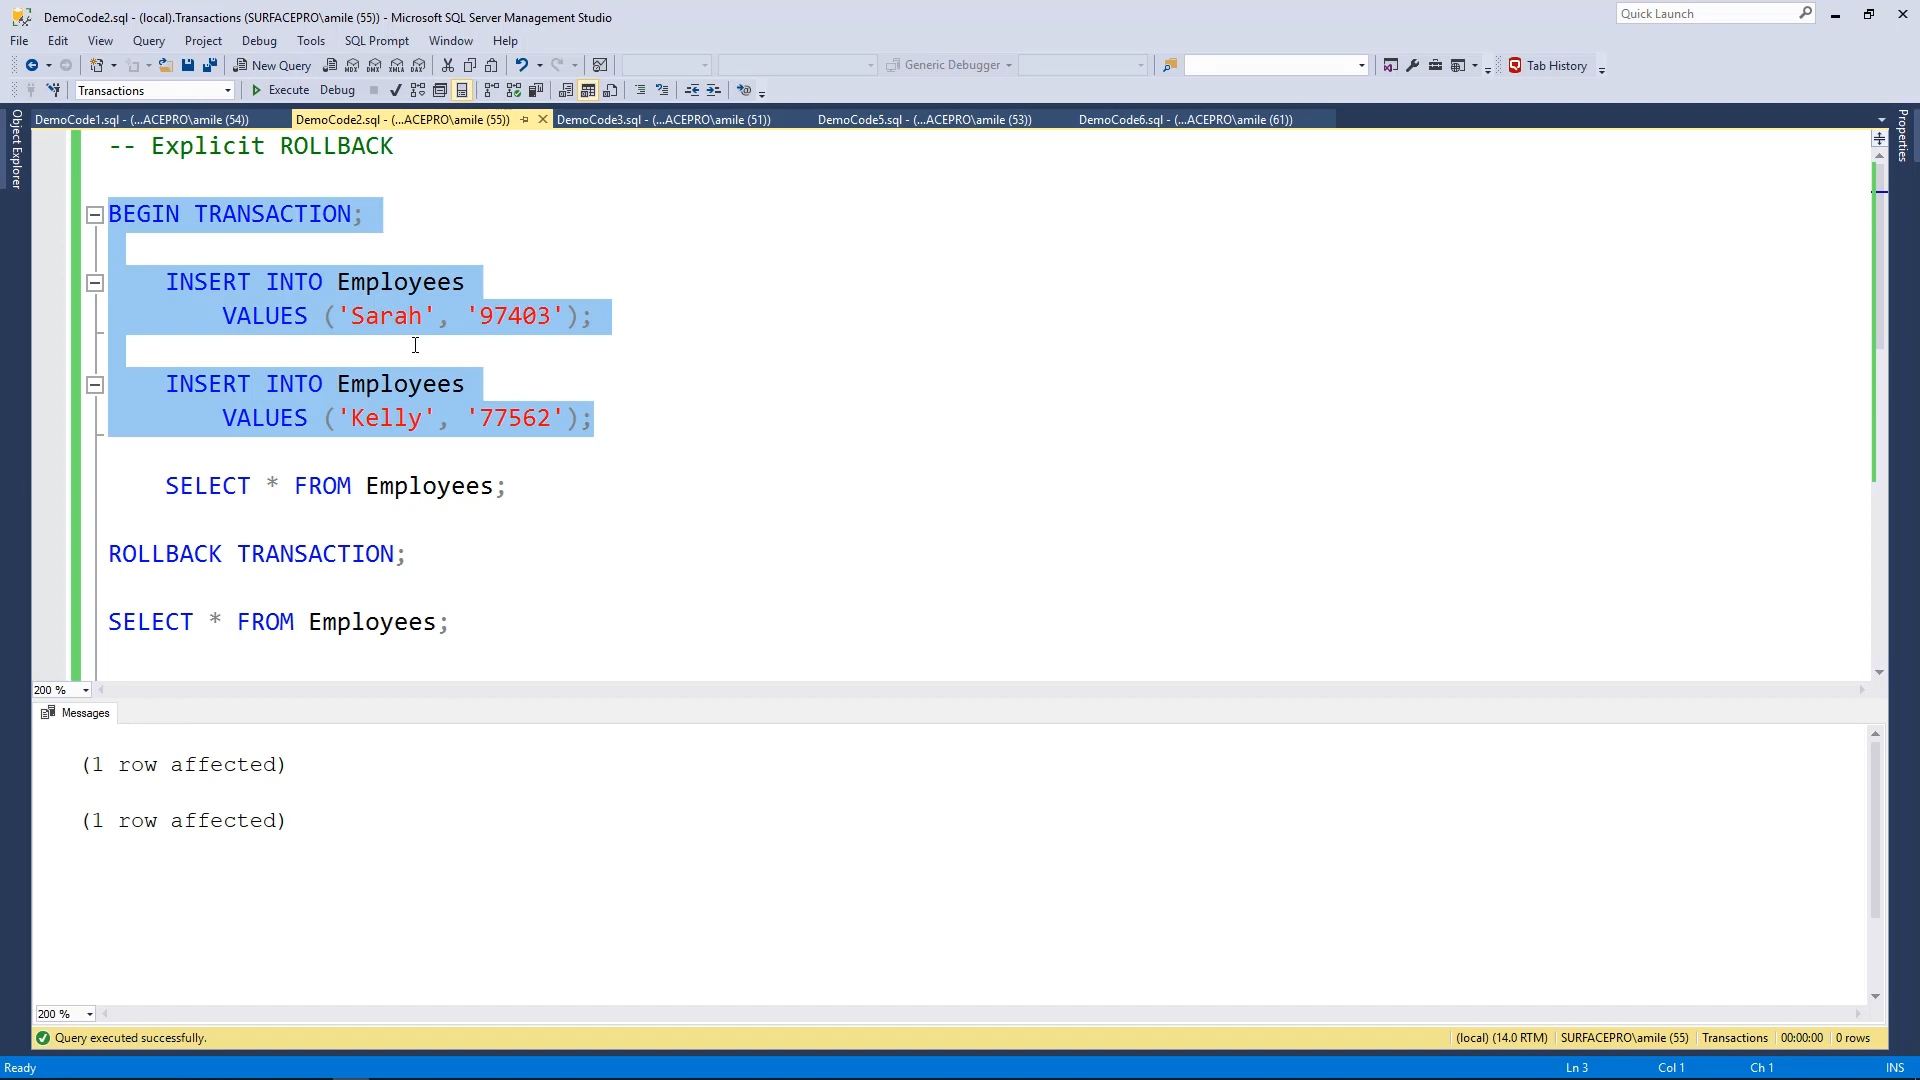 DemoCode2.sql - (local).Transactions (SURFACEPRO\amile (55)) - Microsoft SQL Server Management Studio
Quick Launch
File Edit View Query Project Debug Tools SQL Prompt Window Help
New Query
Generic Debugger
Tab History
Transactions
Execute Debug
DemoCode1.sql - (...ACEPRO\amile (54))
DemoCode2.sql - (...ACEPRO\amile (55))
DemoCode3.sql - (...ACEPRO\amile (51))
DemoCode5.sql - (...ACEPRO\amile (53))
DemoCode6.sql - (...ACEPRO\amile (61))
Object Explorer
Properties
-- Explicit ROLLBACK
BEGIN TRANSACTION;
INSERT INTO Employees
VALUES ('Sarah', '97403');
INSERT INTO Employees
VALUES ('Kelly', '77562');
SELECT * FROM Employees;
ROLLBACK TRANSACTION;
SELECT * FROM Employees;
200 %
Messages
(1 row affected)
(1 row affected)
200 %
Query executed successfully.
(local) (14.0 RTM) SURFACEPRO\amile (55) Transactions 00:00:00 0 rows
Ready
Ln 3 Col 1 Ch 1 INS